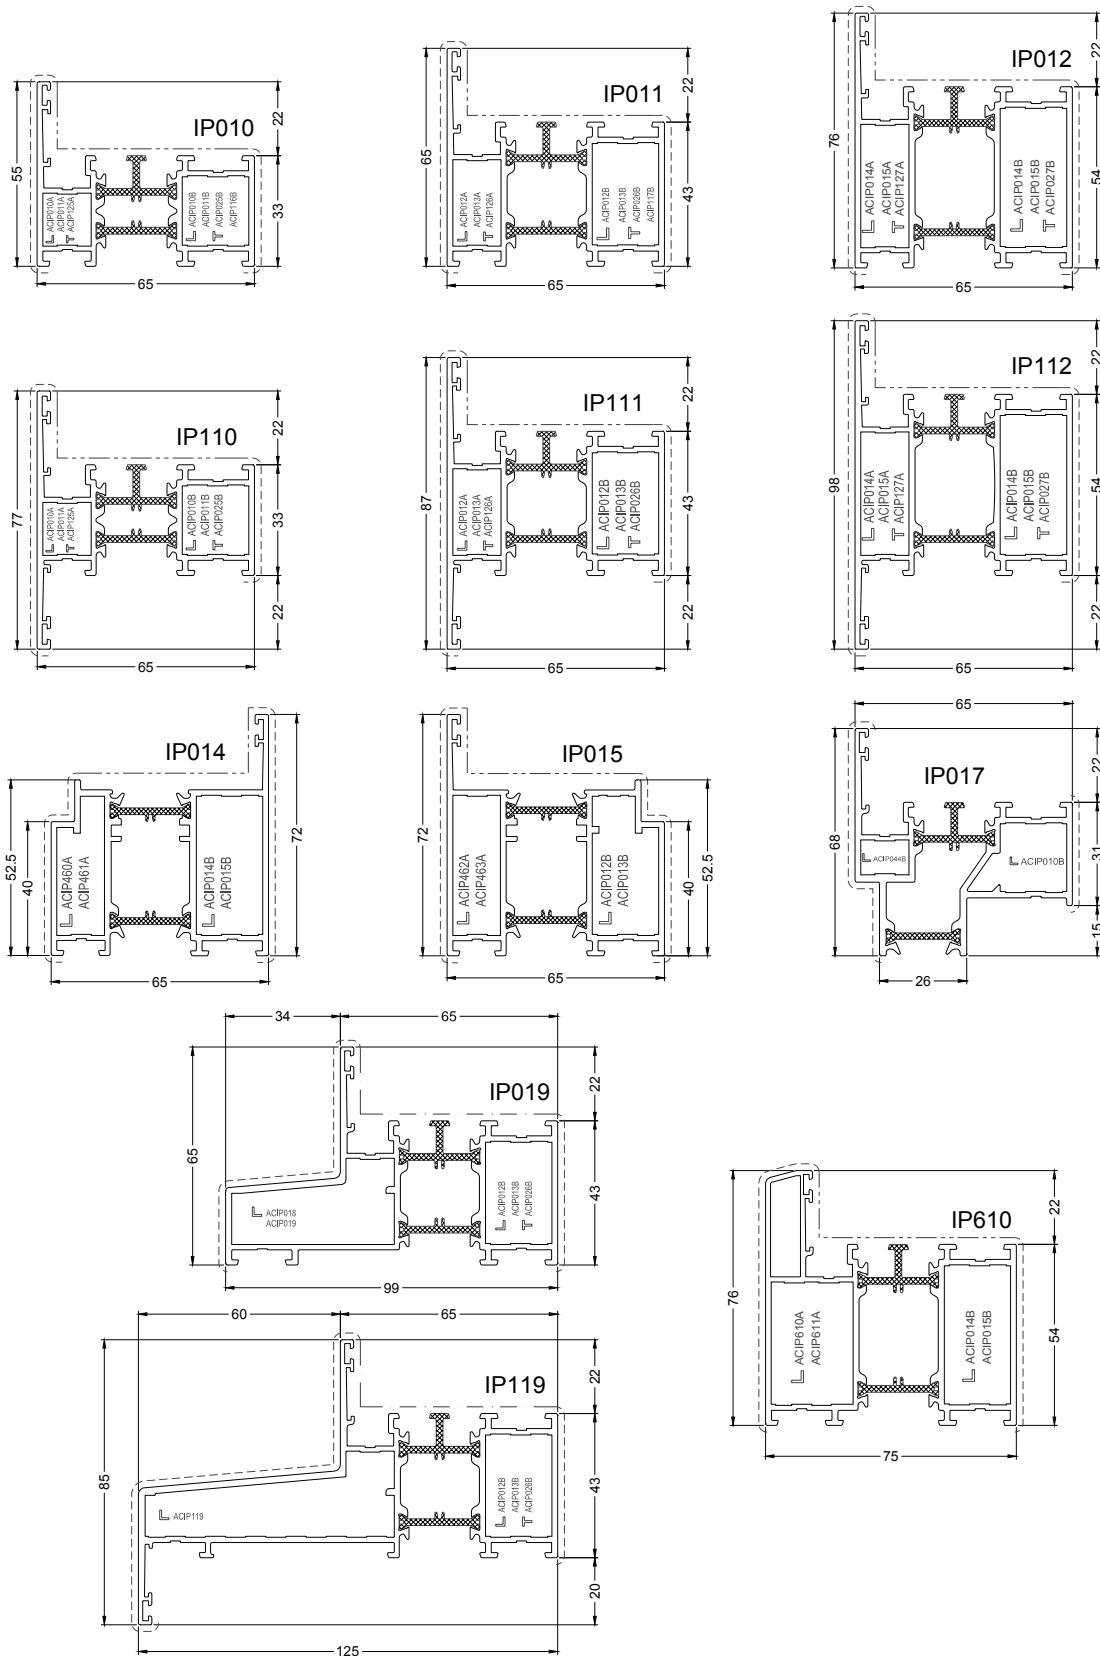 IP010
55
22
33
65
ACIP010A
ACIP011A
ACIP125A
ACIP010B
ACIP011B
ACIP025B
ACIP116B
IP011
65
22
43
65
ACIP012A
ACIP013A
ACIP126A
ACIP012B
ACIP013B
ACIP026B
ACIP117B
IP012
76
22
54
65
ACIP014A
ACIP015A
ACIP127A
ACIP014B
ACIP015B
ACIP027B
IP110
77
22
33
22
65
ACIP010A
ACIP011A
ACIP125A
ACIP010B
ACIP011B
ACIP025B
IP111
87
22
43
22
65
ACIP012A
ACIP013A
ACIP126A
ACIP012B
ACIP013B
ACIP026B
IP112
98
22
54
22
65
ACIP014A
ACIP015A
ACIP127A
ACIP014B
ACIP015B
ACIP027B
IP014
52.5
40
72
65
ACIP460A
ACIP461A
ACIP014B
ACIP015B
IP015
72
40
52.5
65
ACIP462A
ACIP463A
ACIP012B
ACIP013B
65
IP017
68
22
31
15
26
ACIP044B
ACIP010B
34
65
IP019
65
22
43
99
ACIP018
ACIP019
ACIP012B
ACIP013B
ACIP026B
IP610
76
22
54
75
ACIP610A
ACIP611A
ACIP014B
ACIP015B
60
65
IP119
85
22
43
20
125
ACIP119
ACIP012B
ACIP013B
ACIP026B